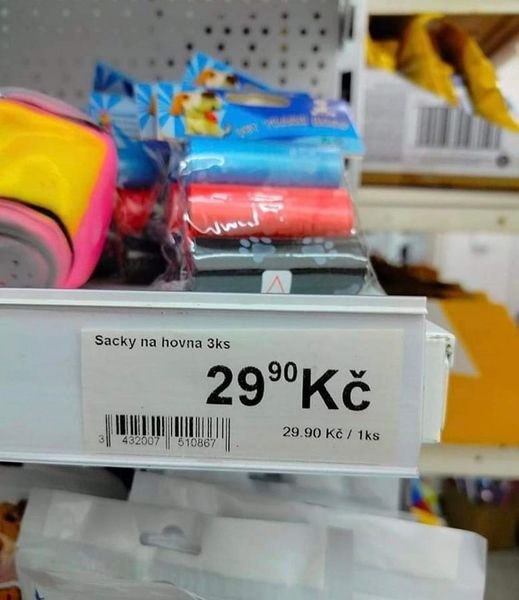 Sacky na hovna 3ks
29⁹⁰Kč
3 432007 510867
29.90 Kč / 1ks